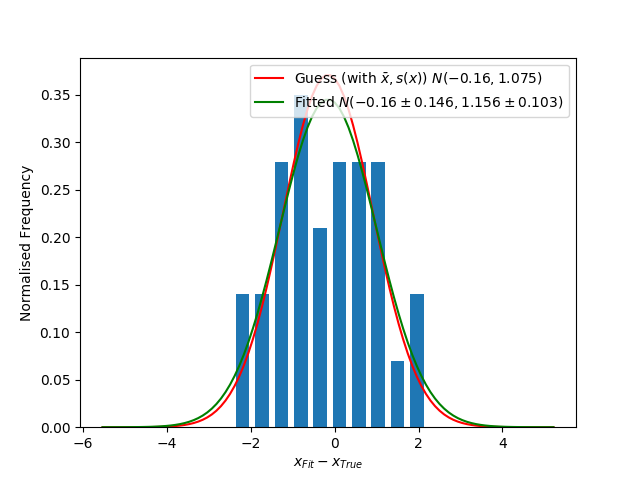 Guess (with x̄, s(x)) N(−0.16, 1.075)
Fitted N(−0.16 ± 0.146, 1.156 ± 0.103)
0.35
0.30
0.25
0.20
0.15
0.10
0.05
0.00
Normalised Frequency
−6 −4 −2 0 2 4
x_Fit − x_True